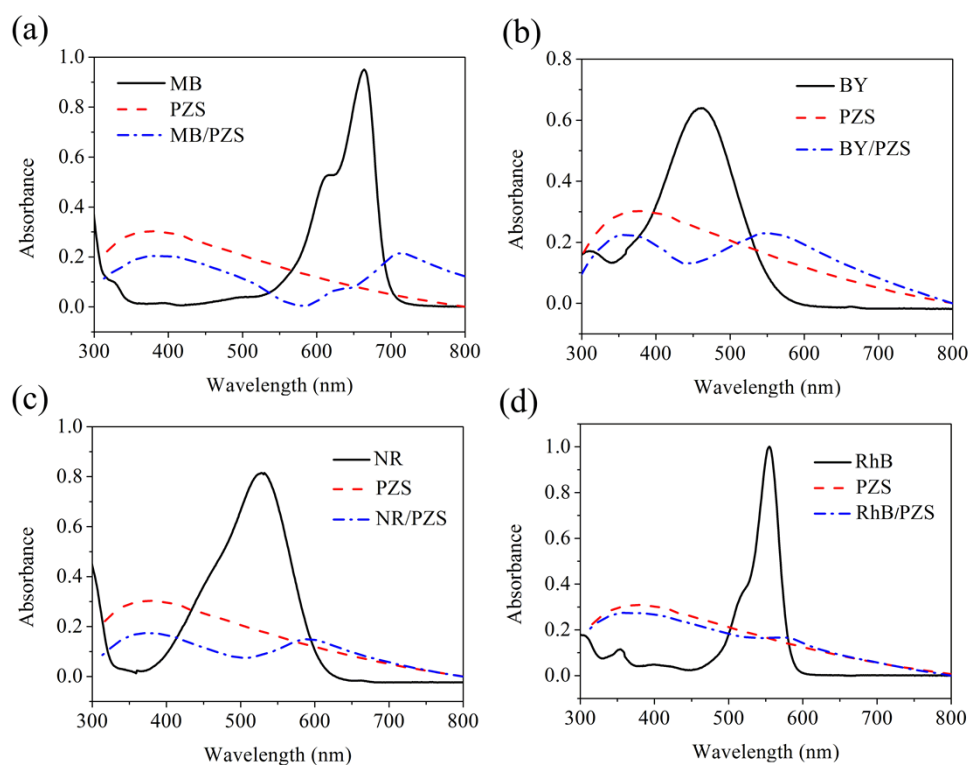 (a)
1.0
0.8
0.6
0.4
0.2
0.0
Absorbance
MB
PZS
MB/PZS
300 400 500 600 700 800
Wavelength (nm)
(b)
0.8
0.6
0.4
0.2
0.0
Absorbance
BY
PZS
BY/PZS
300 400 500 600 700 800
Wavelength (nm)
(c)
1.0
0.8
0.6
0.4
0.2
0.0
Absorbance
NR
PZS
NR/PZS
300 400 500 600 700 800
Wavelength (nm)
(d)
1.0
0.8
0.6
0.4
0.2
0.0
Absorbance
RhB
PZS
RhB/PZS
300 400 500 600 700 800
Wavelength (nm)